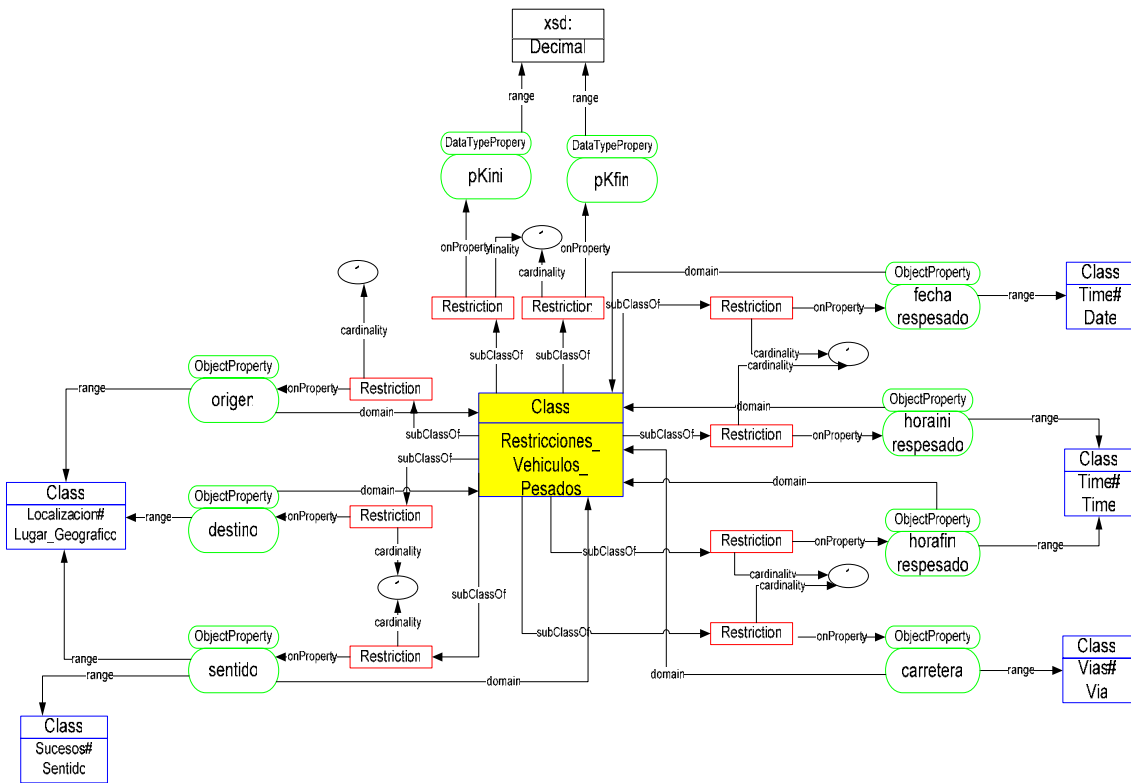 xsd:
Decimal
range
range
DataTypePropery
DataTypePropery
pKini
pKfin
onProperty
onProperty
cardinality
Restriction
Restriction
subClassOf
subClassOf
domain
subClassOf
Restriction
onProperty
ObjectProperty
fecha
respesado
range
Class
Time#
Date
cardinality
cardinality
cardinality
ObjectProperty
origen
onProperty
Restriction
range
domain
subClassOf
subClassOf
Class
Restricciones_
Vehiculos_
Pesados
domain
subClassOf
Restriction
onProperty
ObjectProperty
horaini
respesado
range
Class
Time#
Time
Class
Localizacion#
Lugar_Geografico
range
domain
ObjectProperty
destino
onProperty
Restriction
cardinality
domain
subClassOf
Restriction
onProperty
ObjectProperty
horafin
respesado
range
cardinality
cardinality
cardinality
subClassOf
ObjectProperty
sentido
onProperty
Restriction
range
range
domain
subClassOf
Restriction
onProperty
ObjectProperty
carretera
domain
range
Class
Vias#
Via
Class
Sucesos#
Sentido